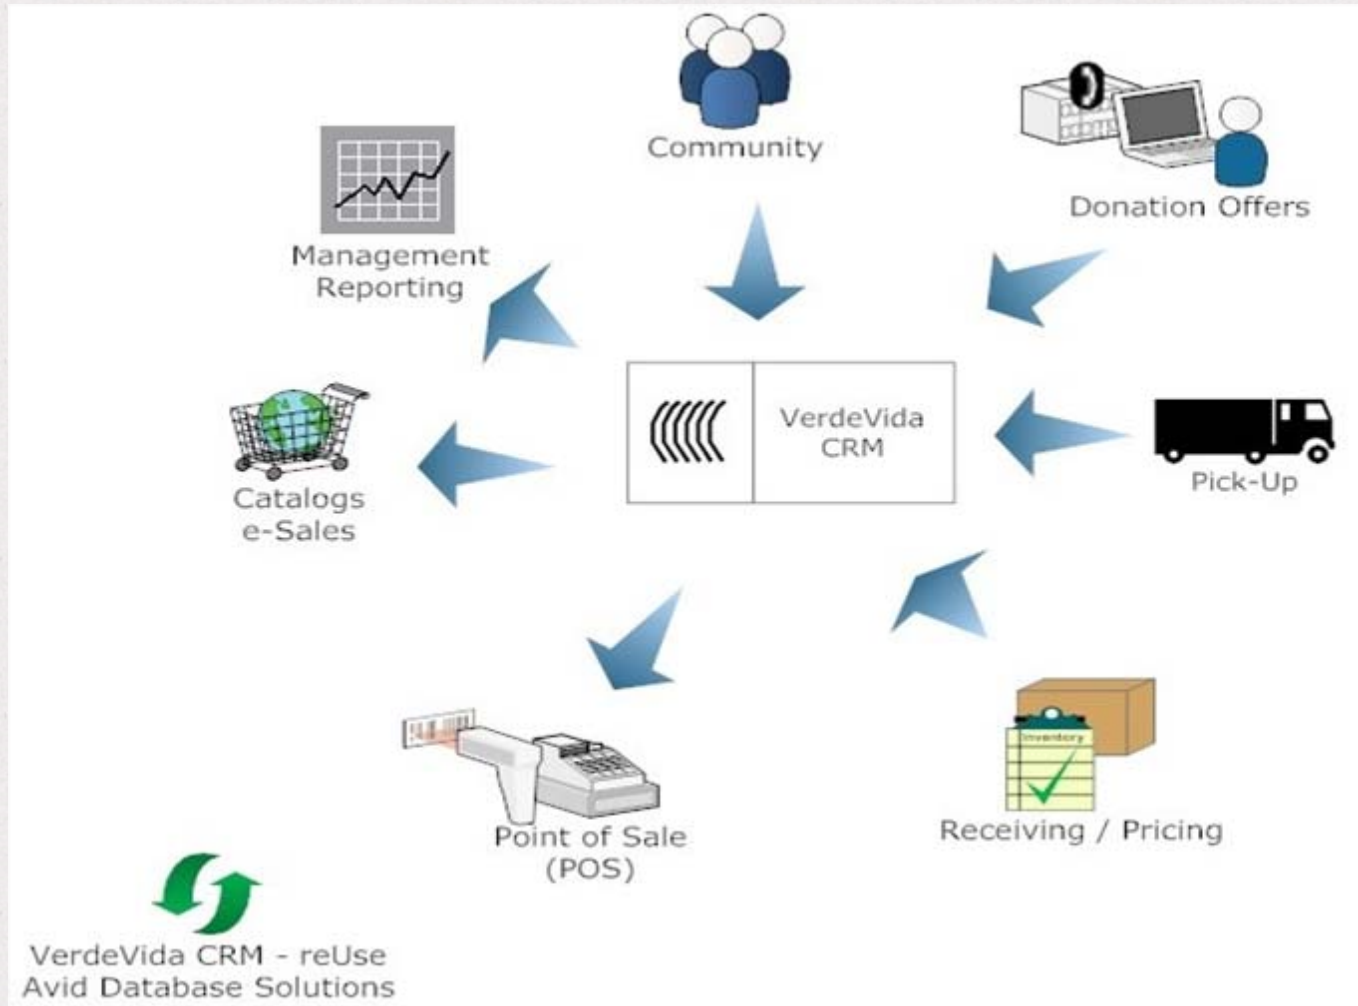 Community
Donation Offers
Management
Reporting
VerdeVida
CRM
Catalogs
e-Sales
Pick-Up
Inventory
Point of Sale
(POS)
Receiving / Pricing
VerdeVida CRM - reUse
Avid Database Solutions